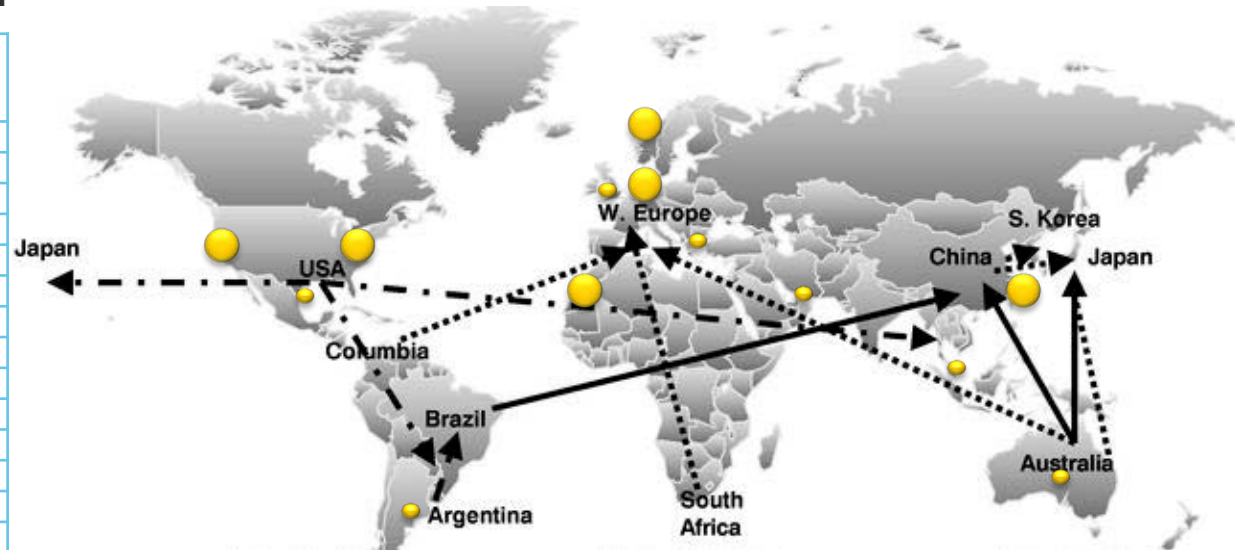 W. Europe
S. Korea
Japan
China
Japan
USA
Columbia
Brazil
Australia
South
Africa
Argentina